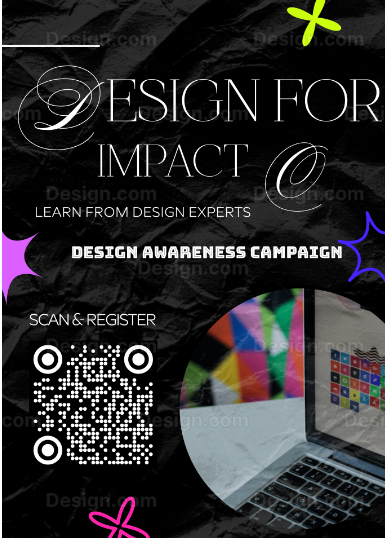 DESIGN FOR
IMPACT O
LEARN FROM DESIGN EXPERTS
DESIGN AWARENESS CAMPAIGN
SCAN & REGISTER
Design.com